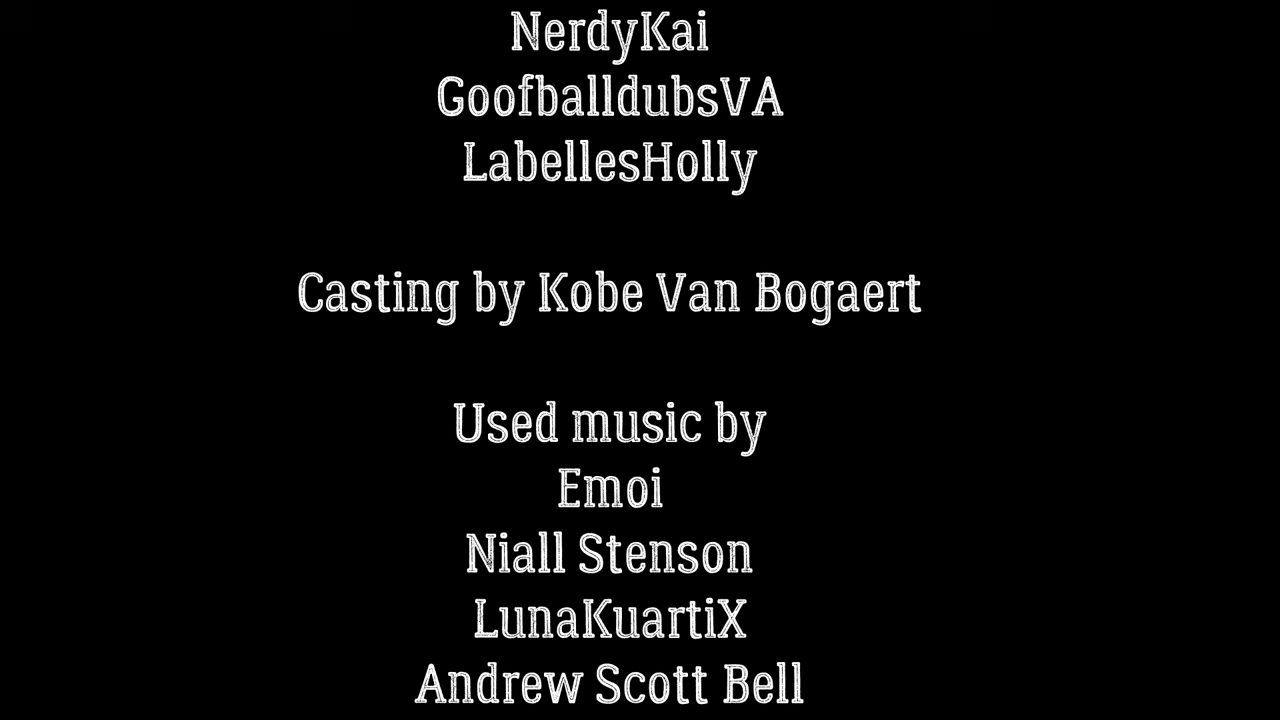 NerdyKai
GoofballdubsVA
LabellesHolly
Casting by Kobe Van Bogaert
Used music by
Emoi
Niall Stenson
LunaKuartiX
Andrew Scott Bell